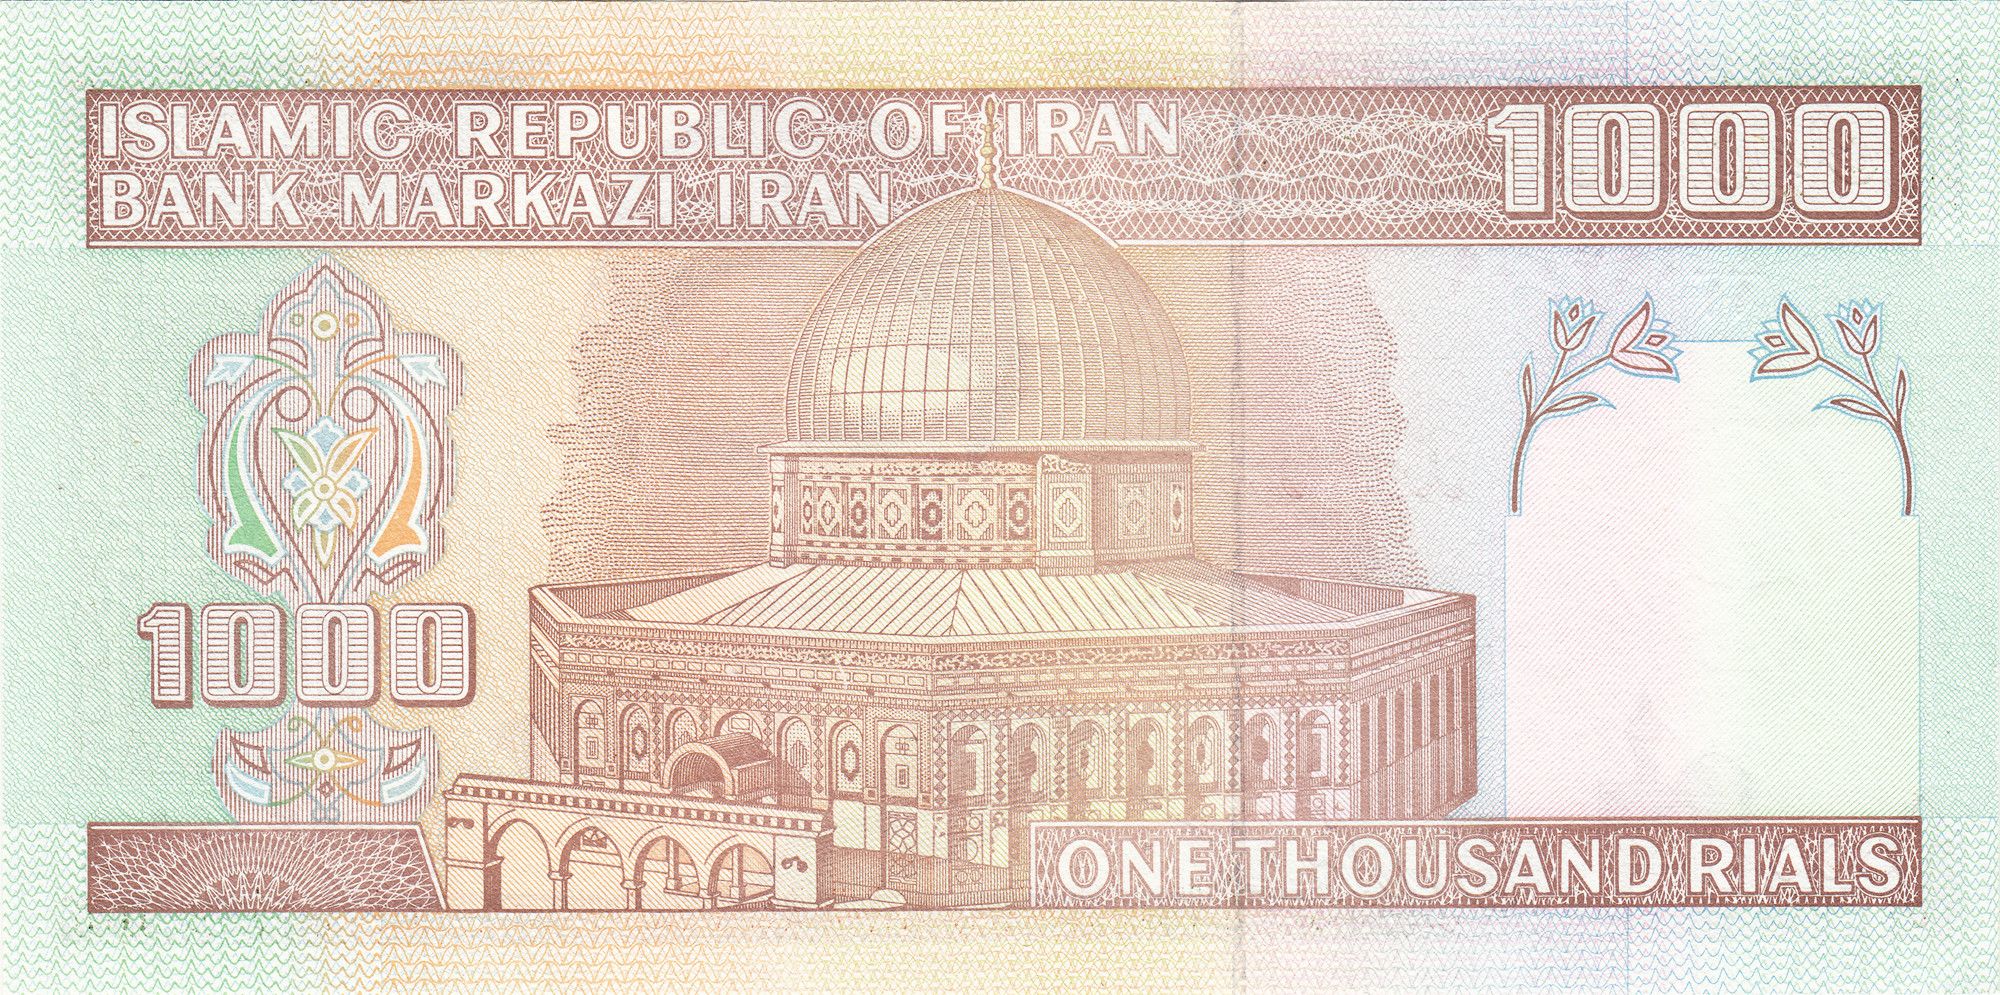 ISLAMIC REPUBLIC OF IRAN
BANK MARKAZI IRAN
1000
1000
ONE THOUSAND RIALS